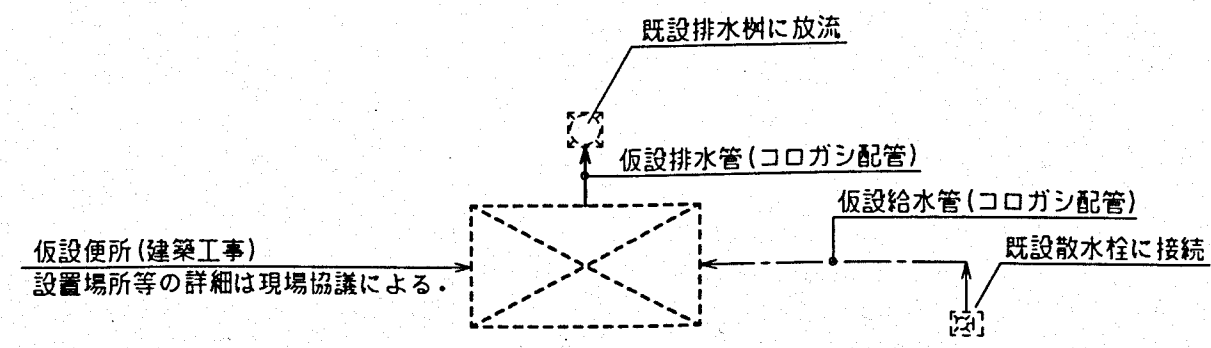 既設排水桝に放流
仮設排水管(コロガシ配管)
仮設給水管(コロガシ配管)
既設散水栓に接続
仮設便所(建築工事)
設置場所等の詳細は現場協議による.